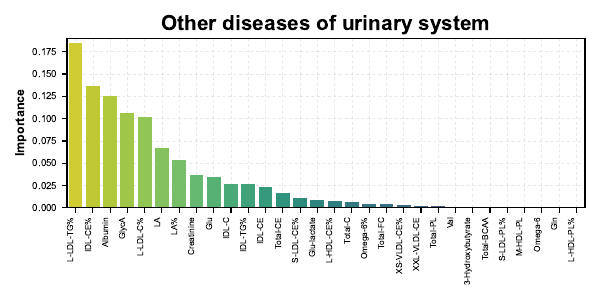 Other diseases of urinary system
Importance
0.175
0.150
0.125
0.100
0.075
0.050
0.025
0.000
L-LDL-TG%
IDL-CE%
Albumin
GlycA
L-LDL-C%
LA
LA%
Creatinine
Glu
IDL-C
IDL-TG%
IDL-CE
Total-CE
S-LDL-CE%
Glu-lactate
L-HDL-CE%
Total-C
Omega-6%
Total-FC
XS-VLDL-CE%
XXL-VLDL-CE
Total-PL
Val
3-Hydroxybutyrate
Total-BCAA
S-LDL-PL%
M-HDL-PL
Omega-6
Gln
L-HDL-PL%